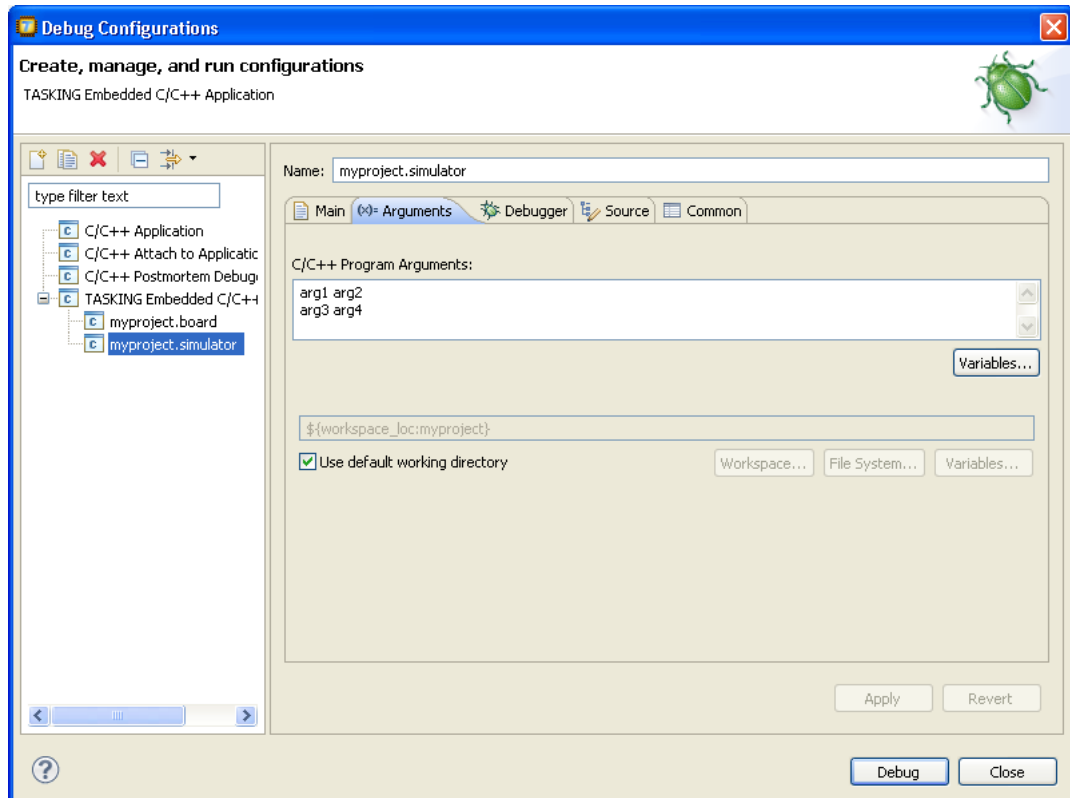 Debug Configurations
Create, manage, and run configurations
TASKING Embedded C/C++ Application
type filter text
C/C++ Application
C/C++ Attach to Applicatic
C/C++ Postmortem Debug
TASKING Embedded C/C++
myproject.board
myproject.simulator
Name: myproject.simulator
Main (x)= Arguments Debugger Source Common
C/C++ Program Arguments:
arg1 arg2
arg3 arg4
Variables...
${workspace_loc:myproject}
Use default working directory
Workspace... File System... Variables...
Apply Revert
? Debug Close